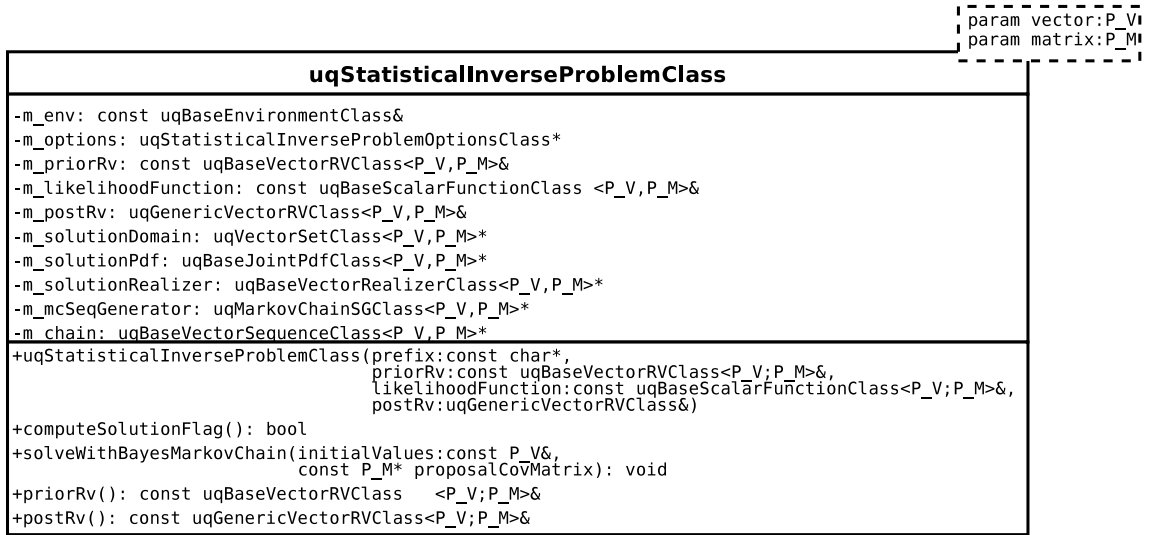 param vector:P_V
param matrix:P_M
uqStatisticalInverseProblemClass
-m_env: const uqBaseEnvironmentClass&
-m_options: uqStatisticalInverseProblemOptionsClass*
-m_priorRv: const uqBaseVectorRVClass<P_V,P_M>&
-m_likelihoodFunction: const uqBaseScalarFunctionClass <P_V,P_M>&
-m_postRv: uqGenericVectorRVClass<P_V,P_M>&
-m_solutionDomain: uqVectorSetClass<P_V,P_M>*
-m_solutionPdf: uqBaseJointPdfClass<P_V,P_M>*
-m_solutionRealizer: uqBaseVectorRealizerClass<P_V,P_M>*
-m_mcSeqGenerator: uqMarkovChainSGClass<P_V,P_M>*
-m_chain: uqBaseVectorSequenceClass<P_V,P_M>*
+uqStatisticalInverseProblemClass(prefix:const char*,
priorRv:const uqBaseVectorRVClass<P_V;P_M>&,
likelihoodFunction:const uqBaseScalarFunctionClass<P_V;P_M>&,
postRv:uqGenericVectorRVClass&)
+computeSolutionFlag(): bool
+solveWithBayesMarkovChain(initialValues:const P_V&,
const P_M* proposalCovMatrix): void
+priorRv(): const uqBaseVectorRVClass   <P_V;P_M>&
+postRv(): const uqGenericVectorRVClass<P_V;P_M>&